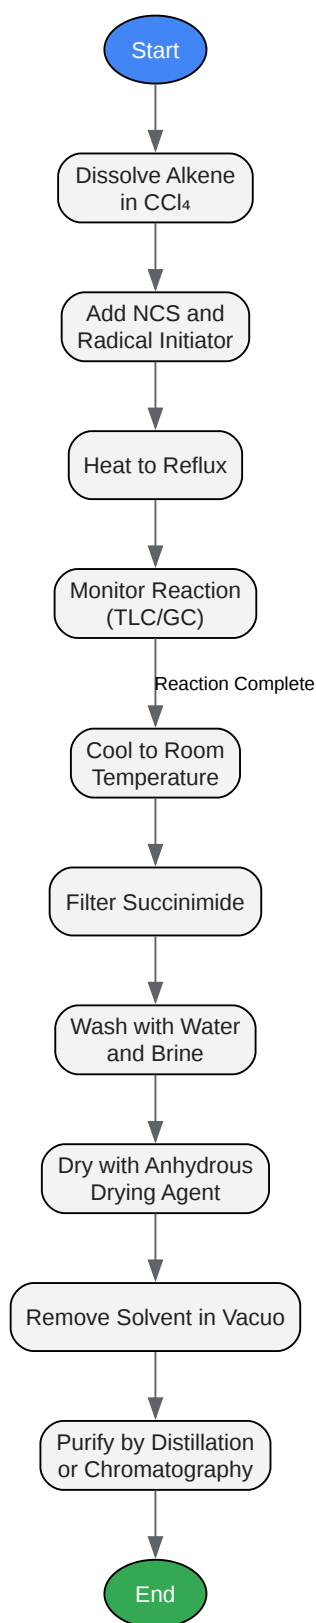 Start
Dissolve Alkene
in CCl₄
Add NCS and
Radical Initiator
Heat to Reflux
Monitor Reaction
(TLC/GC)
Reaction Complete
Cool to Room
Temperature
Filter Succinimide
Wash with Water
and Brine
Dry with Anhydrous
Drying Agent
Remove Solvent in Vacuo
Purify by Distillation
or Chromatography
End